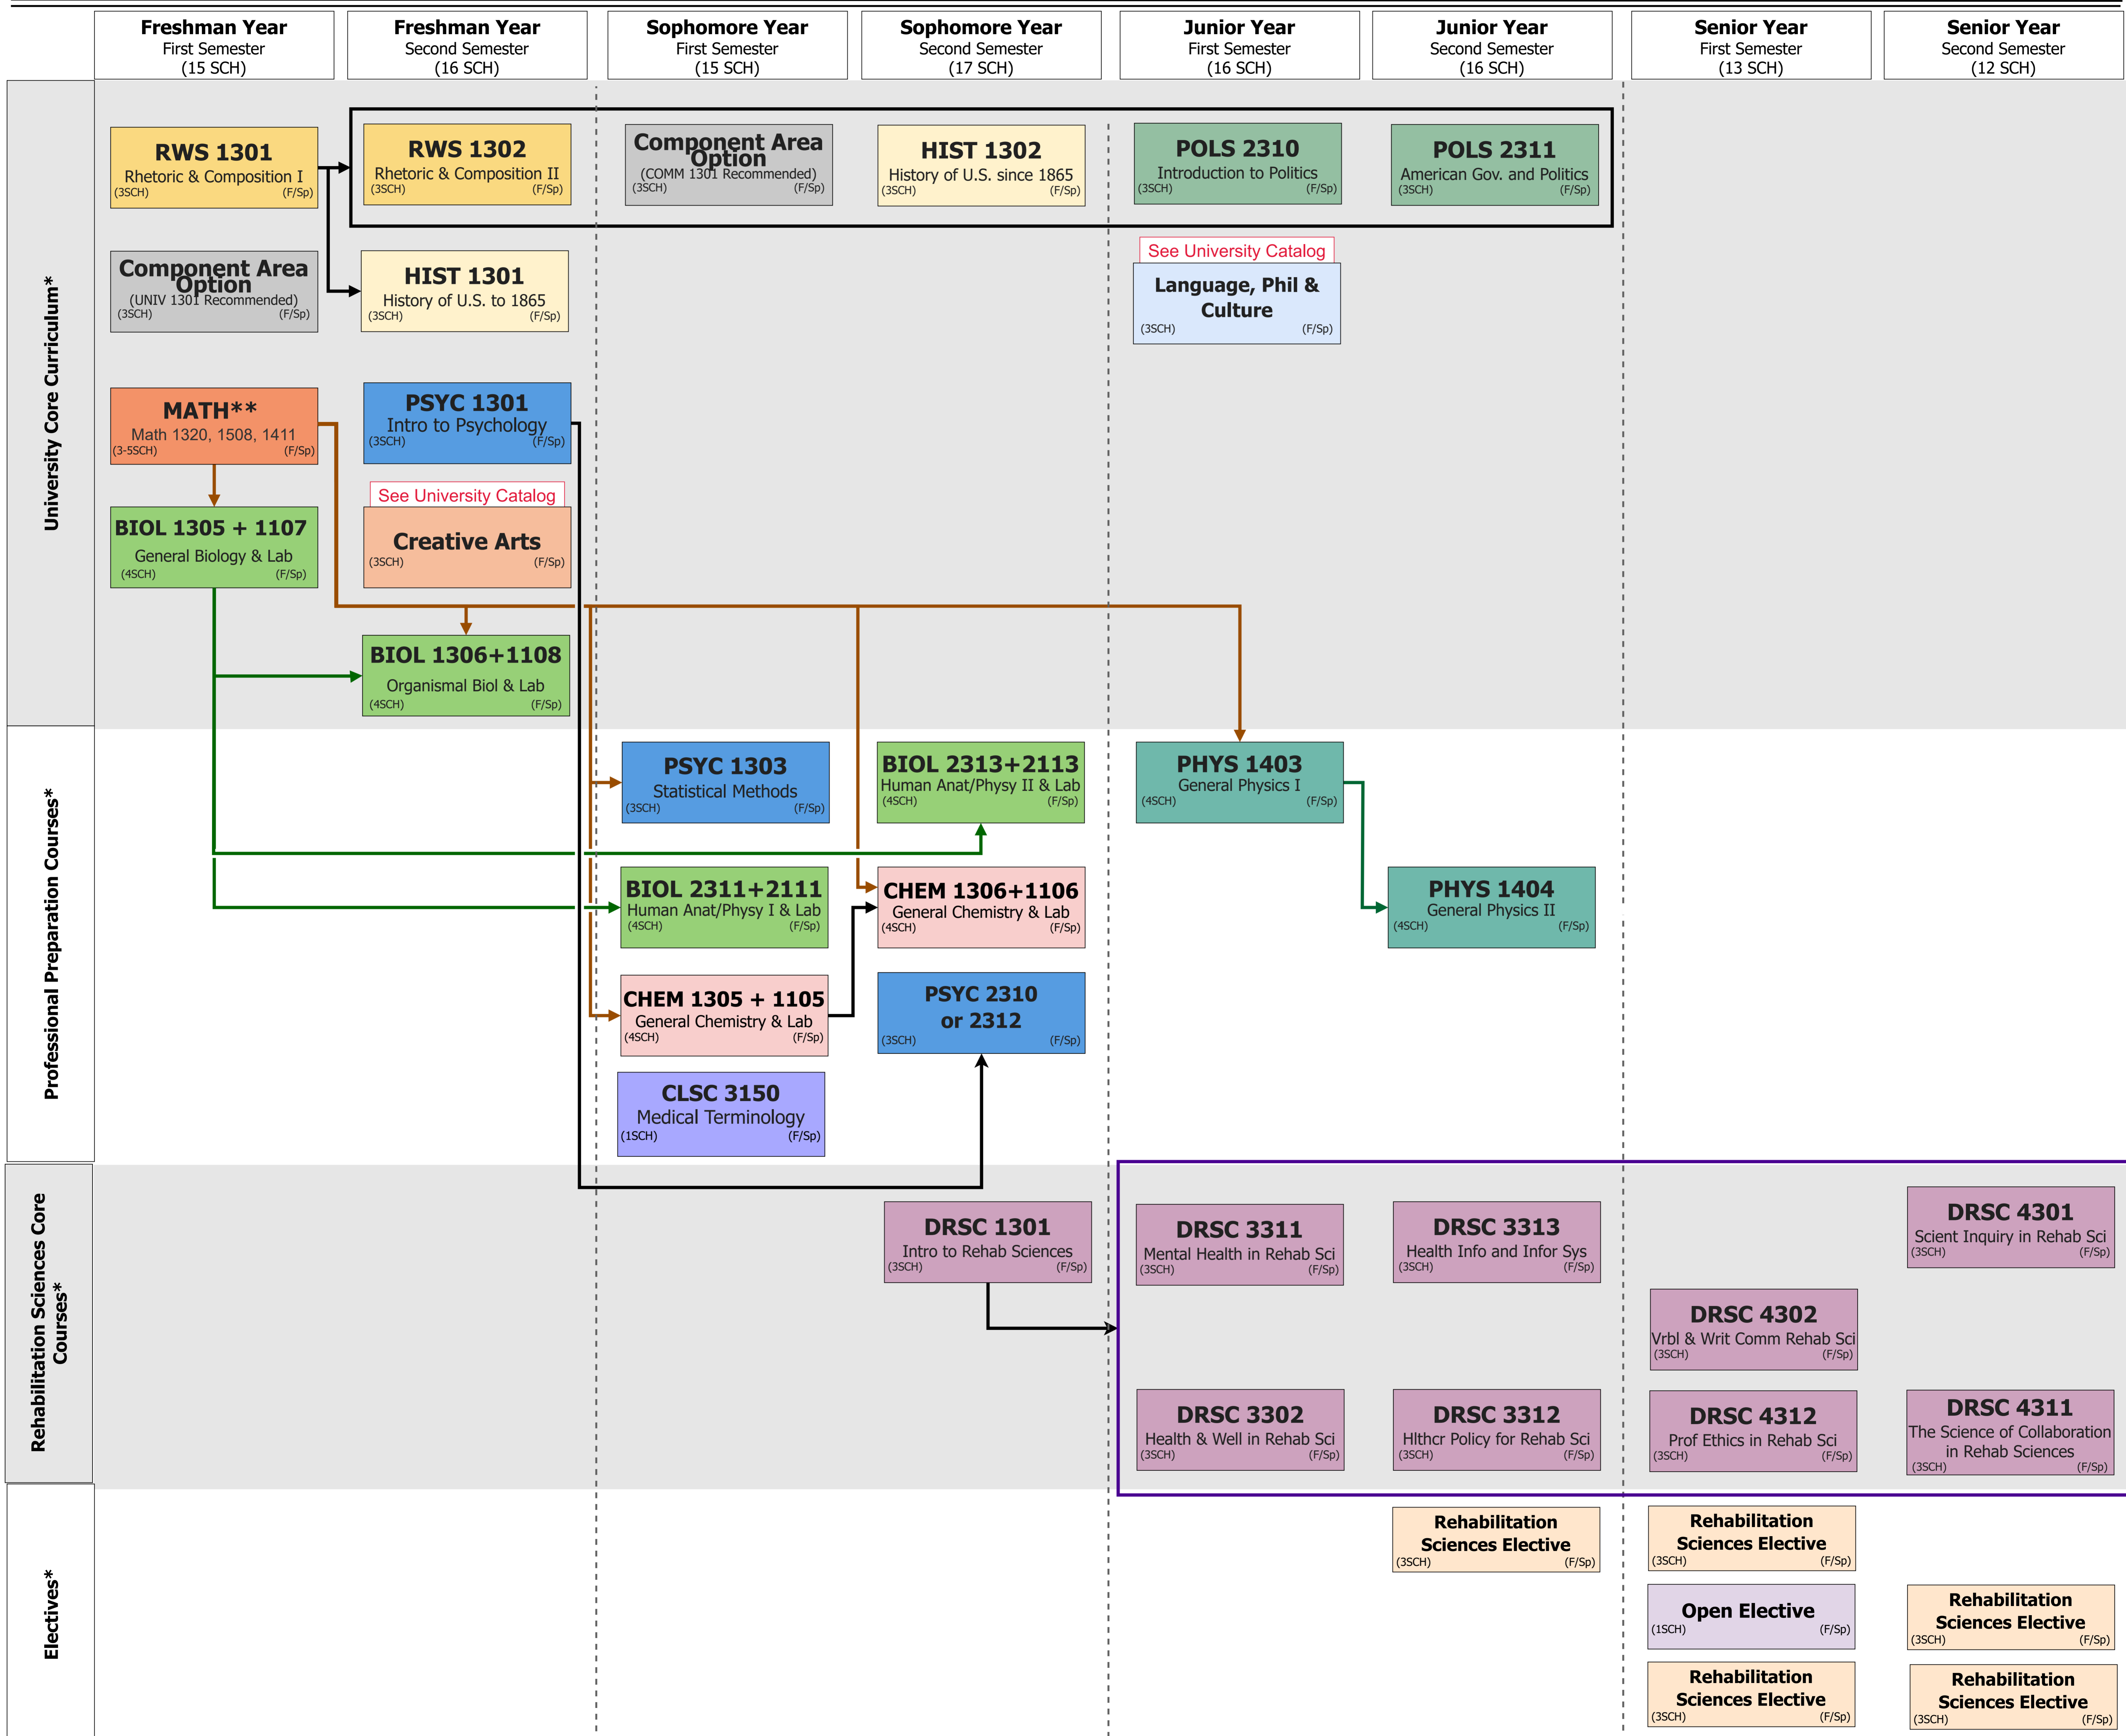 Freshman Year
First Semester
(15 SCH)
Freshman Year
Second Semester
(16 SCH)
Sophomore Year
First Semester
(15 SCH)
Sophomore Year
Second Semester
(17 SCH)
Junior Year
First Semester
(16 SCH)
Junior Year
Second Semester
(16 SCH)
Senior Year
First Semester
(13 SCH)
Senior Year
Second Semester
(12 SCH)
University Core Curriculum*
RWS 1301
Rhetoric & Composition I
(3SCH) (F/Sp)
RWS 1302
Rhetoric & Composition II
(3SCH) (F/Sp)
Component Area
Option
(COMM 1301 Recommended)
(3SCH) (F/Sp)
HIST 1302
History of U.S. since 1865
(3SCH) (F/Sp)
POLS 2310
Introduction to Politics
(3SCH) (F/Sp)
POLS 2311
American Gov. and Politics
(3SCH) (F/Sp)
Component Area
Option
(UNIV 1301 Recommended)
(3SCH) (F/Sp)
HIST 1301
History of U.S. to 1865
(3SCH) (F/Sp)
See University Catalog
Language, Phil &
Culture
(3SCH) (F/Sp)
MATH**
Math 1320, 1508, 1411
(3-5SCH) (F/Sp)
PSYC 1301
Intro to Psychology
(3SCH) (F/Sp)
BIOL 1305 + 1107
General Biology & Lab
(4SCH) (F/Sp)
See University Catalog
Creative Arts
(3SCH) (F/Sp)
BIOL 1306+1108
Organismal Biol & Lab
(4SCH) (F/Sp)
Professional Preparation Courses*
PSYC 1303
Statistical Methods
(3SCH) (F/Sp)
BIOL 2313+2113
Human Anat/Physy II & Lab
(4SCH) (F/Sp)
PHYS 1403
General Physics I
(4SCH) (F/Sp)
BIOL 2311+2111
Human Anat/Physy I & Lab
(4SCH) (F/Sp)
CHEM 1306+1106
General Chemistry & Lab
(4SCH) (F/Sp)
PHYS 1404
General Physics II
(4SCH) (F/Sp)
CHEM 1305 + 1105
General Chemistry & Lab
(4SCH) (F/Sp)
PSYC 2310
or 2312
(3SCH) (F/Sp)
CLSC 3150
Medical Terminology
(1SCH) (F/Sp)
Rehabilitation Sciences Core
Courses*
DRSC 1301
Intro to Rehab Sciences
(3SCH) (F/Sp)
DRSC 3311
Mental Health in Rehab Sci
(3SCH) (F/Sp)
DRSC 3313
Health Info and Infor Sys
(3SCH) (F/Sp)
DRSC 4301
Scient Inquiry in Rehab Sci
(3SCH) (F/Sp)
DRSC 4302
Vrbl & Writ Comm Rehab Sci
(3SCH) (F/Sp)
DRSC 3302
Health & Well in Rehab Sci
(3SCH) (F/Sp)
DRSC 3312
Hlthcr Policy for Rehab Sci
(3SCH) (F/Sp)
DRSC 4312
Prof Ethics in Rehab Sci
(3SCH) (F/Sp)
DRSC 4311
The Science of Collaboration
in Rehab Sciences
(3SCH) (F/Sp)
Electives*
Rehabilitation
Sciences Elective
(3SCH) (F/Sp)
Rehabilitation
Sciences Elective
(3SCH) (F/Sp)
Open Elective
(1SCH) (F/Sp)
Rehabilitation
Sciences Elective
(3SCH) (F/Sp)
Rehabilitation
Sciences Elective
(3SCH) (F/Sp)
Rehabilitation
Sciences Elective
(3SCH) (F/Sp)